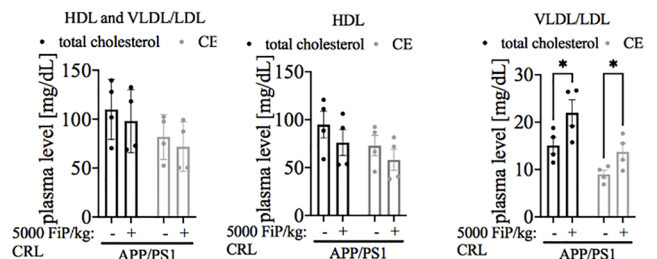 HDL and VLDL/LDL
• total cholesterol • CE
plasma level [mg/dL]
150
100
50
0
5000 FiP/kg: - + - +
CRL
APP/PS1
HDL
• total cholesterol • CE
plasma level [mg/dL]
150
100
50
0
5000 FiP/kg: - + - +
CRL
APP/PS1
VLDL/LDL
• total cholesterol • CE
plasma level [mg/dL]
* *
30
20
10
0
5000 FiP/kg: - + - +
CRL
APP/PS1